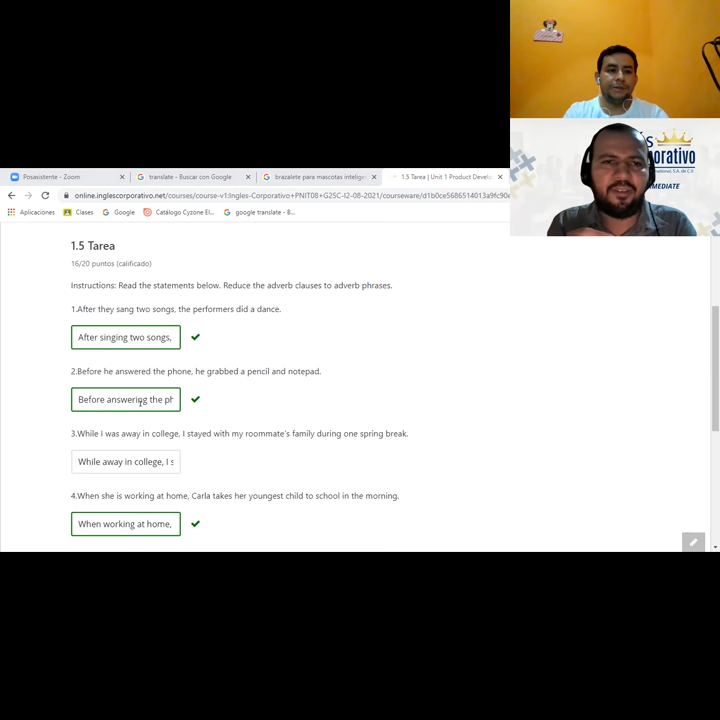 Posasistente - Zoom
translate - Buscar con Google
brazalete para mascotas intelige
1.5 Tarea | Unit 1 Product Develo
online.inglescorporativo.net/courses/course-v1:Ingles-Corporativo+PNIT08+G2SC-I2-08-2021/courseware/d1b0ce5686514013a9fc90e
Aplicaciones
Clases
Google
Catálogo Cyzone El...
google translate - B...
orativo
MEDIATE
1.5 Tarea
16/20 puntos (calificado)
Instructions: Read the statements below. Reduce the adverb clauses to adverb phrases.
1.After they sang two songs, the performers did a dance.
After singing two songs,
2.Before he answered the phone, he grabbed a pencil and notepad.
Before answering the ph
3.While I was away in college, I stayed with my roommate's family during one spring break.
While away in college, I s
4.When she is working at home, Carla takes her youngest child to school in the morning.
When working at home,